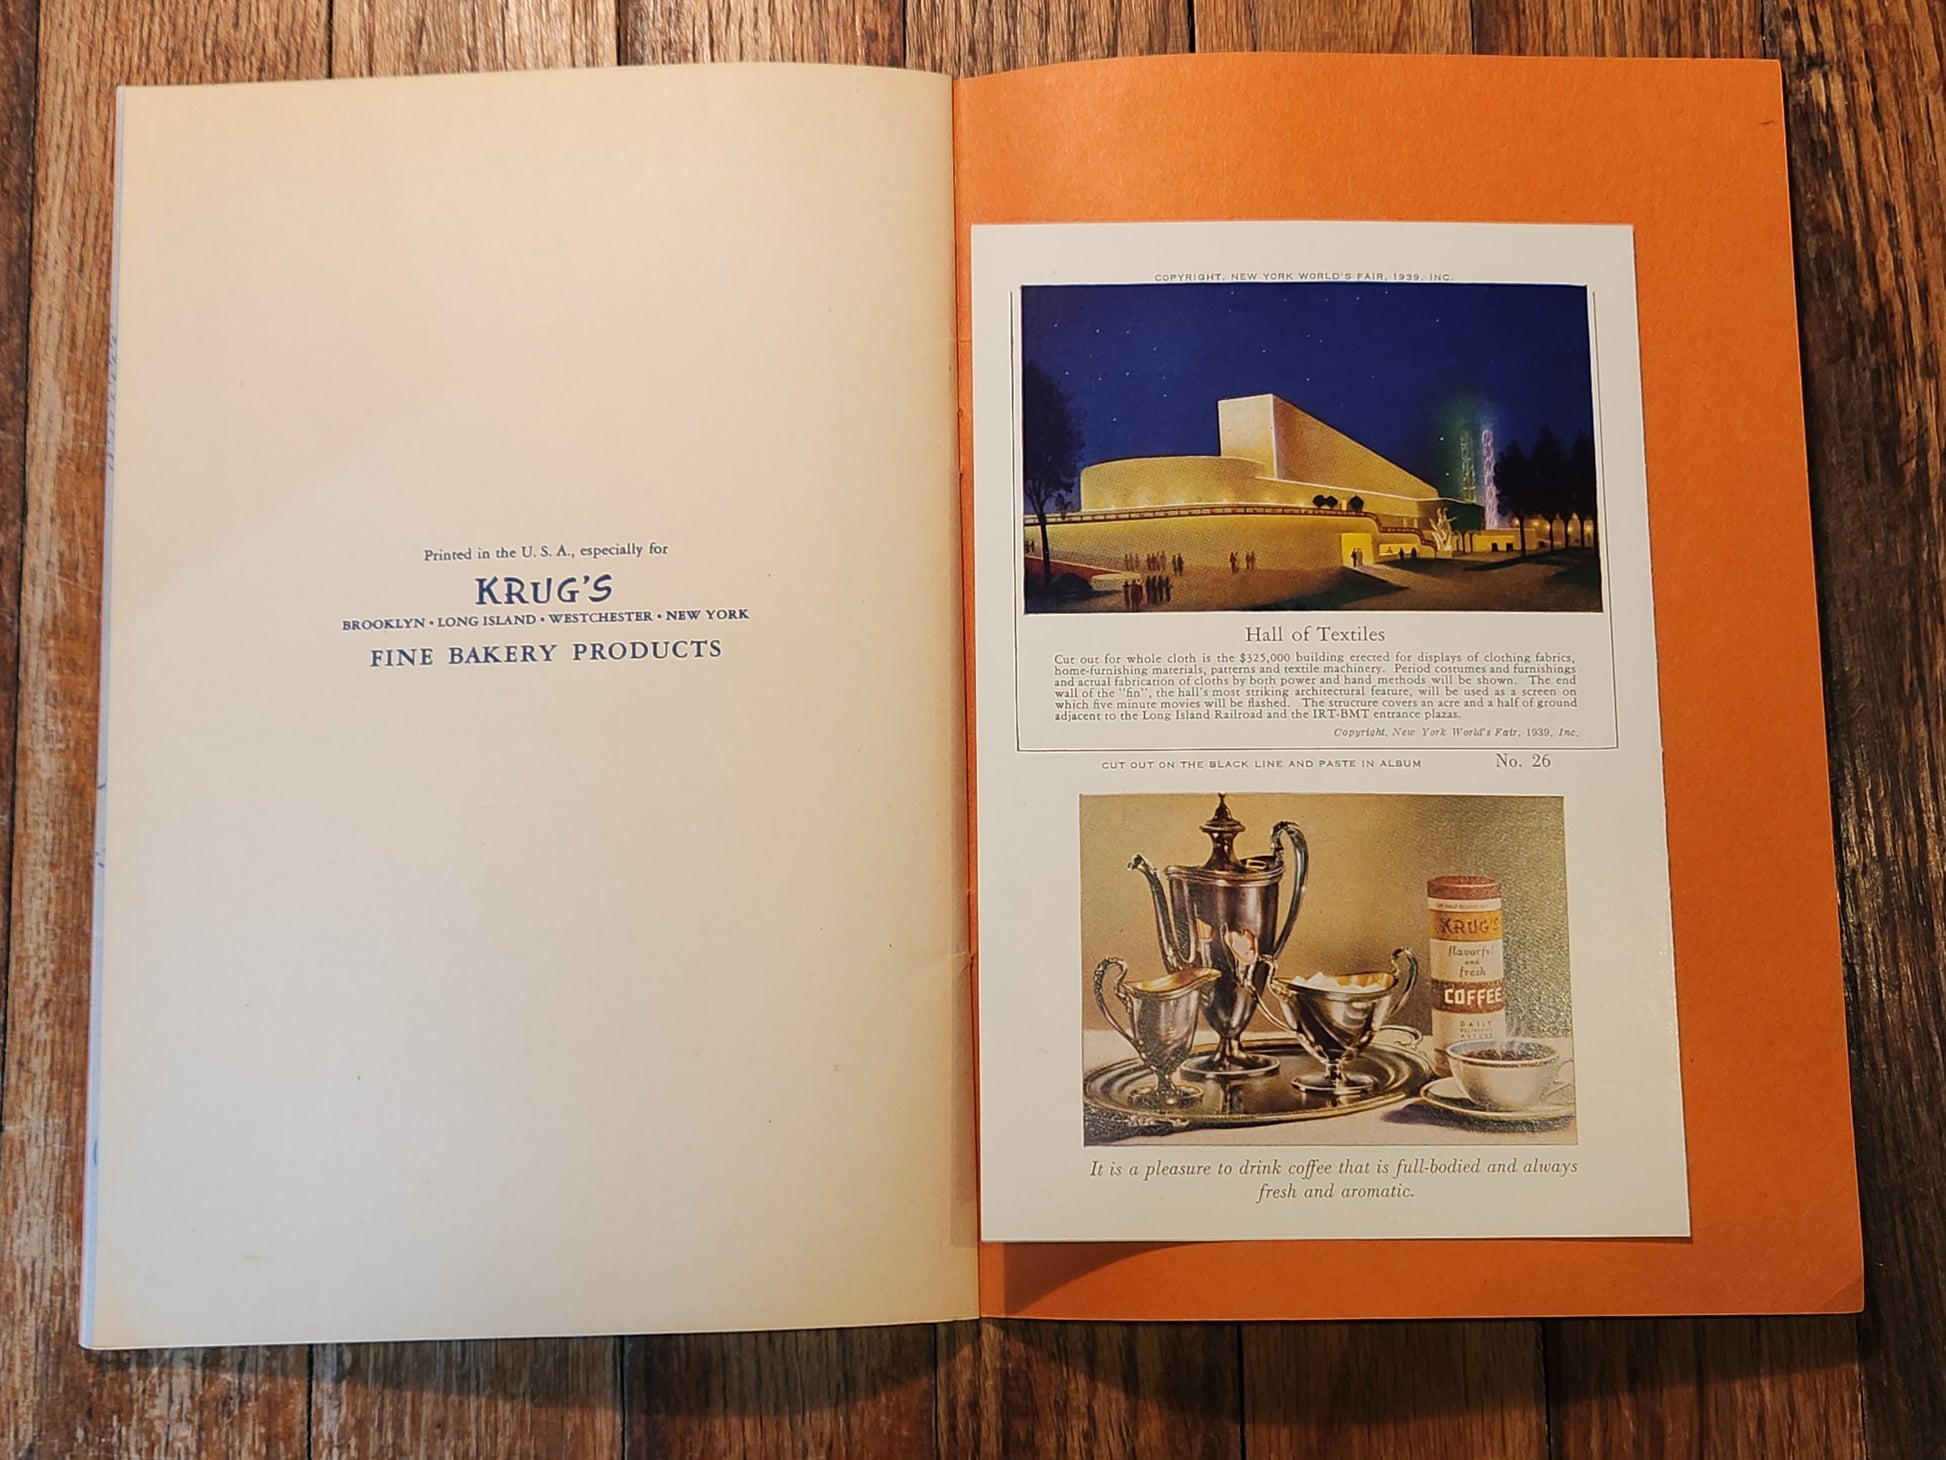 Printed in the U. S. A., especially for
KRUG'S
BROOKLYN • LONG ISLAND • WESTCHESTER • NEW YORK
FINE BAKERY PRODUCTS
COPYRIGHT, NEW YORK WORLD'S FAIR, 1939, INC.
Hall of Textiles
Cut out for whole cloth is the $325,000 building erected for displays of clothing fabrics,
home-furnishing materials, patterns and textile machinery. Period costumes and furnishings
and actual fabrication of cloths by both power and hand methods will be shown. The end
wall of the "fin", the hall's most striking architectural feature, will be used as a screen on
which five minute movies will be flashed. The structure covers an acre and a half of ground
adjacent to the Long Island Railroad and the IRT-BMT entrance plazas.
Copyright, New York World's Fair, 1939, Inc.
CUT OUT ON THE BLACK LINE AND PASTE IN ALBUM
No. 26
KRUG'S
flavorful
and
fresh
COFFEE
DAILY
It is a pleasure to drink coffee that is full-bodied and always
fresh and aromatic.